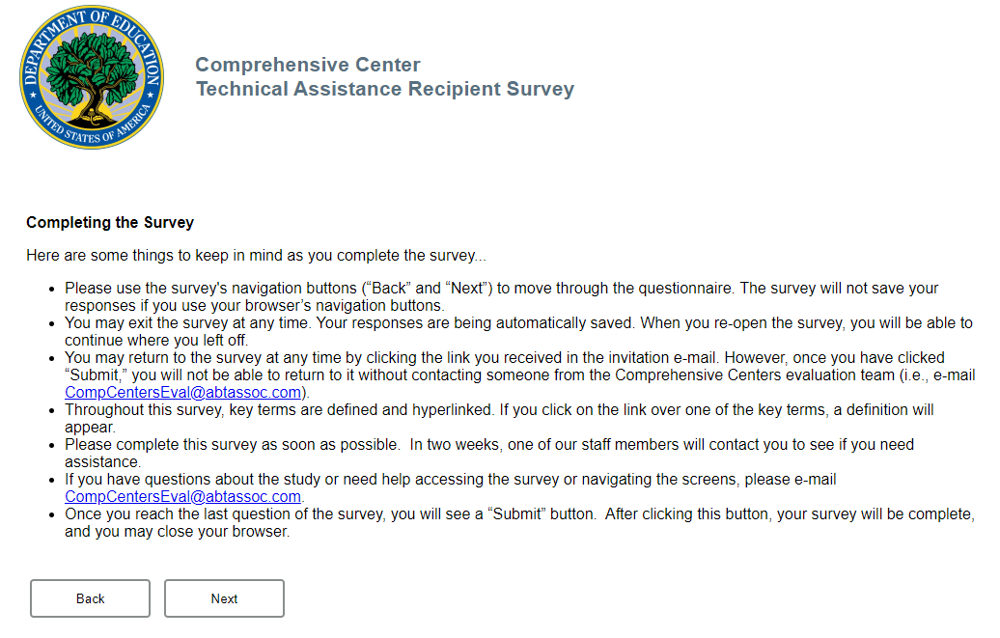 DEPARTMENT OF EDUCATION
UNITED STATES OF AMERICA
Comprehensive Center
Technical Assistance Recipient Survey
Completing the Survey
Here are some things to keep in mind as you complete the survey...
• Please use the survey's navigation buttons (“Back” and “Next”) to move through the questionnaire. The survey will not save your
responses if you use your browser’s navigation buttons.
• You may exit the survey at any time. Your responses are being automatically saved. When you re-open the survey, you will be able to
continue where you left off.
• You may return to the survey at any time by clicking the link you received in the invitation e-mail. However, once you have clicked
“Submit,” you will not be able to return to it without contacting someone from the Comprehensive Centers evaluation team (i.e., e-mail
CompCentersEval@abtassoc.com).
• Throughout this survey, key terms are defined and hyperlinked. If you click on the link over one of the key terms, a definition will
appear.
• Please complete this survey as soon as possible.  In two weeks, one of our staff members will contact you to see if you need
assistance.
• If you have questions about the study or need help accessing the survey or navigating the screens, please e-mail
CompCentersEval@abtassoc.com.
• Once you reach the last question of the survey, you will see a “Submit” button.  After clicking this button, your survey will be complete,
and you may close your browser.
Back
Next